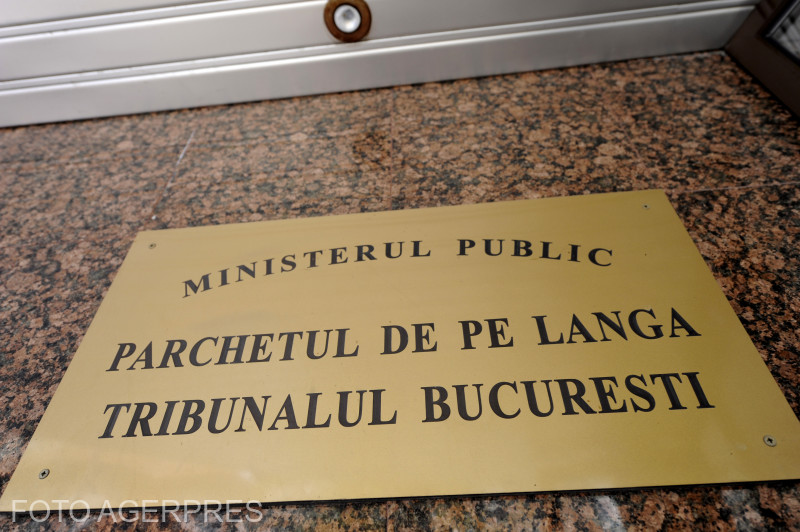 MINISTERUL PUBLIC
PARCHETUL DE PE LANGA
TRIBUNALUL BUCURESTI
FOTO AGERPRES